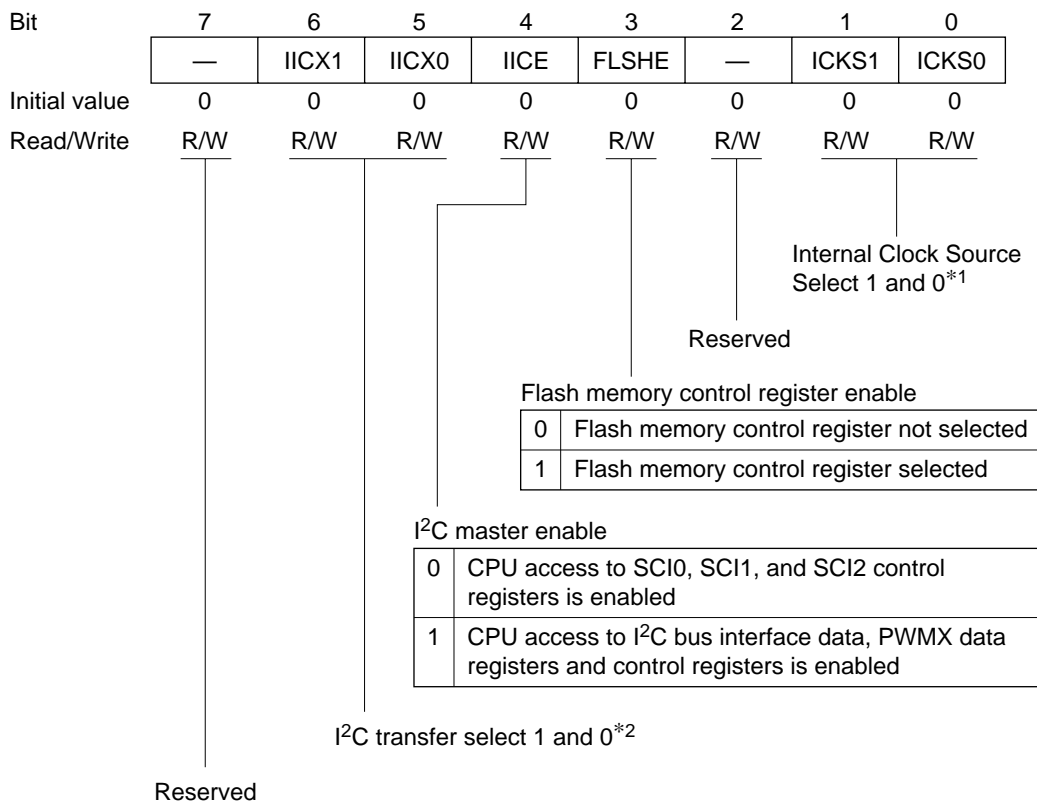 Bit 7 6 5 4 3 2 1 0
— IICX1 IICX0 IICE FLSHE — ICKS1 ICKS0
Initial value 0 0 0 0 0 0 0 0
Read/Write R/W R/W R/W R/W R/W R/W R/W R/W
Internal Clock Source
Select 1 and 0*1
Reserved
Flash memory control register enable
0 Flash memory control register not selected
1 Flash memory control register selected
I²C master enable
0 CPU access to SCI0, SCI1, and SCI2 control
registers is enabled
1 CPU access to I²C bus interface data, PWMX data
registers and control registers is enabled
I²C transfer select 1 and 0*2
Reserved